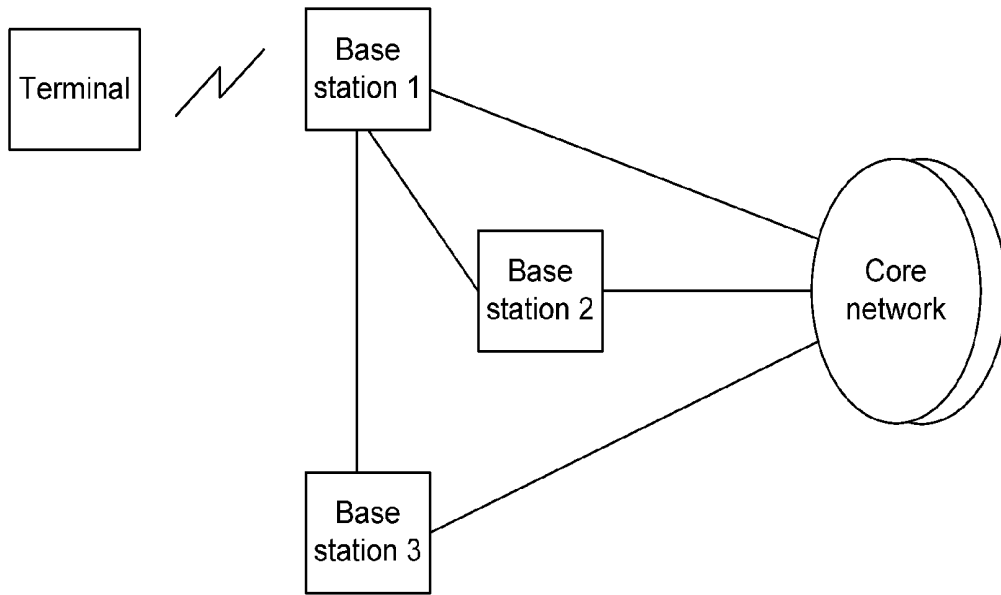 Terminal
Base
station 1
Base
station 2
Core
network
Base
station 3